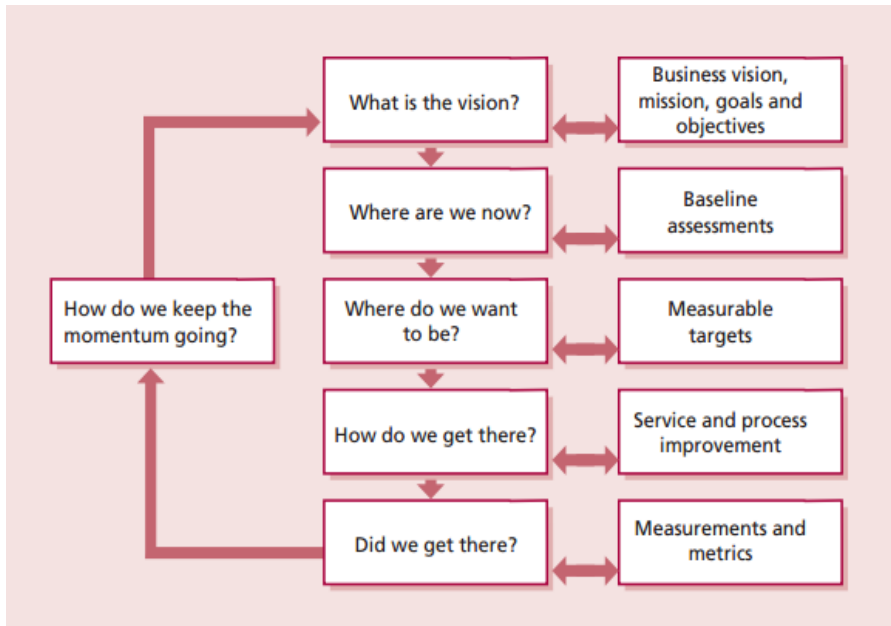 What is the vision?
Business vision,
mission, goals and
objectives
Where are we now?
Baseline
assessments
How do we keep the
momentum going?
Where do we want
to be?
Measurable
targets
How do we get there?
Service and process
improvement
Did we get there?
Measurements and
metrics